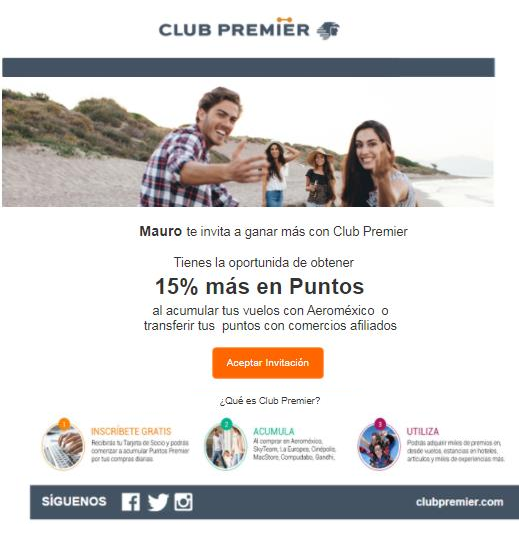 CLUB PREMIER
Mauro te invita a ganar más con Club Premier
Tienes la oportunida de obtener
15% más en Puntos
al acumular tus vuelos con Aeroméxico o
transferir tus puntos con comercios afiliados
Aceptar Invitación
¿Qué es Club Premier?
1
INSCRÍBETE GRATIS
Recibirás tu Tarjeta de Socio y podrás
comenzar a acumular Puntos Premier
por tus compras diarias.
2
ACUMULA
Al comprar en Aeroméxico,
SkyTeam, La Europea, Cinépolis,
MacStore, Compudabo, Gandhi,
3
UTILIZA
Podrás adquirir miles de premios en,
desde vuelos, estancias en hoteles,
artículos y miles de experiencias más.
SÍGUENOS
clubpremier.com